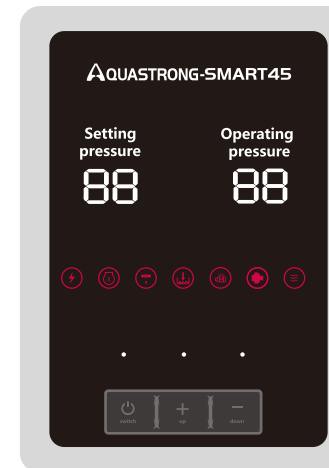 AQUASTRONG-SMART45
Setting Operating
pressure pressure
88 88
switch up down